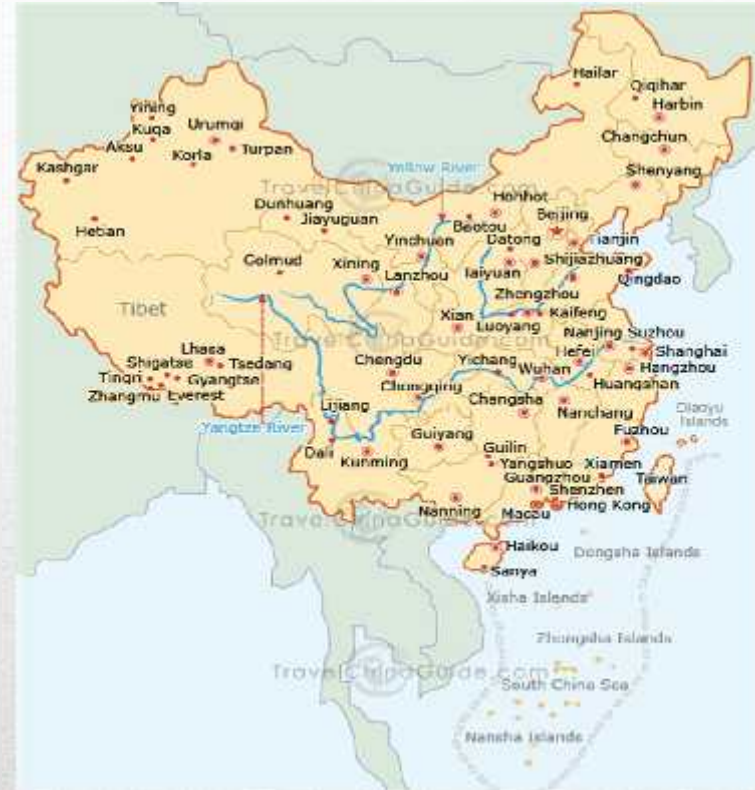 Hailar
Qiqihar
Harbin
Changchun
Shenyang
Yining
Kuqa
Urumqi
Aksu
Korla
Turpan
Kashgar
Hetian
Yellow River
TravelChinaGuide.com
Dunhuang
Jiayuguan
Hohhot
Baotou
Beijing
Datong
Tianjin
Yinchuan
Golmud
Xining
Lanzhou
Taiyuan
Shijiazhuang
Qingdao
Tibet
Zhengzhou
Xian
Luoyang
Kaifeng
TravelChinaGuide.com
Nanjing
Suzhou
Shanghai
Lhasa
Shigatse
Tsedang
Tingri
Gyangtse
Zhangmu
Everest
Chengdu
Yichang
Hefei
Wuhan
Hangzhou
Huangshan
Chongqing
Lijiang
Changsha
Nanchang
Diaoyu
Islands
Yangtze River
Dali
Kunming
Guiyang
Guilin
Yangshuo
Fuzhou
Xiamen
Taiwan
Guangzhou
Shenzhen
Nanning
Macau
Hong Kong
TravelChinaGuide.com
Haikou
Dongsha Islands
Sanya
Xisha Islands
Zhongsha Islands
TravelChinaGuide.com
South China Sea
Nansha Islands